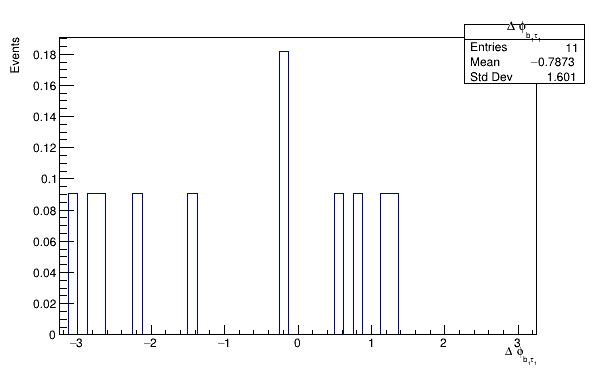 Δ ϕ b₁τ₁
Entries 11
Mean −0.7873
Std Dev 1.601
Events
0.18
0.16
0.14
0.12
0.1
0.08
0.06
0.04
0.02
0
−3 −2 −1 0 1 2 3
Δ ϕ b₁τ₁